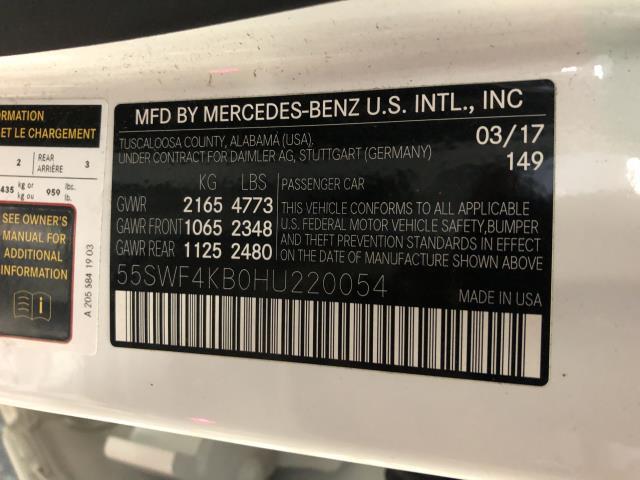 ORMATION
ET LE CHARGEMENT
2 REAR ARRIÈRE 3
435 kg or kg ou 959 lbs. lb.
SEE OWNER'S
MANUAL FOR
ADDITIONAL
INFORMATION
A 205 584 19 03
MFD BY MERCEDES-BENZ U.S. INTL., INC
TUSCALOOSA COUNTY, ALABAMA (USA),
UNDER CONTRACT FOR DAIMLER AG, STUTTGART (GERMANY)
03/17
149
KG LBS
GVWR 2165 4773
GAWR FRONT 1065 2348
GAWR REAR 1125 2480
PASSENGER CAR
THIS VEHICLE CONFORMS TO ALL APPLICABLE
U.S. FEDERAL MOTOR VEHICLE SAFETY,BUMPER
AND THEFT PREVENTION STANDARDS IN EFFECT
ON THE DATE OF MANUFACTURE SHOWN ABOVE.
55SWF4KB0HU220054
MADE IN USA